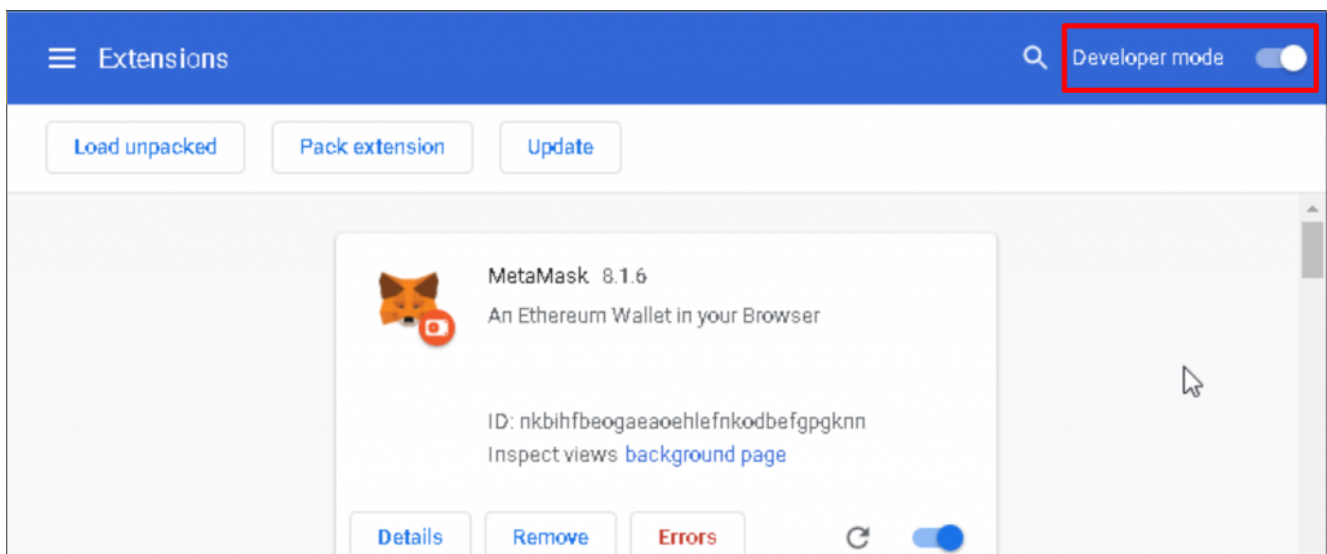 Extensions
Developer mode
Load unpacked
Pack extension
Update
MetaMask 8.1.6
An Ethereum Wallet in your Browser
ID: nkbihfbeogaeaoehlefnkodbefgpgknn
Inspect views background page
Details
Remove
Errors